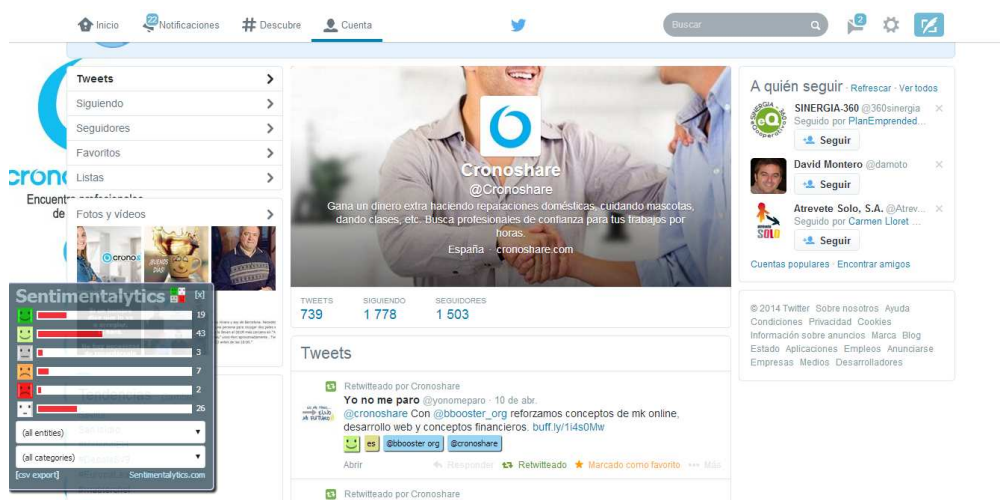 Inicio
22
Notificaciones
Descubre
Cuenta
Buscar
2
Tweets
Siguiendo
Seguidores
Favoritos
Listas
Fotos y vídeos
crono
Encuent
de
crono.
¡BUENOS
DÍAS!
Sentimentalytics [x]
19
43
3
7
2
26
(all entities)
(all categories)
[csv export] Sentimentalytics.com
Cronoshare
@Cronoshare
Gana un dinero extra haciendo reparaciones domésticas, cuidando mascotas,
dando clases, etc. Busca profesionales de confianza para tus trabajos por
horas.
España · cronoshare.com
TWEETS SIGUIENDO SEGUIDORES
739 1 778 1 503
Tweets
Retwitteado por Cronoshare
Yo no me paro @yonomeparo · 10 de abr.
@cronoshare Con @bbooster_org reforzamos conceptos de mk online,
desarrollo web y conceptos financieros. buff.ly/1i4s0Mw
es @bbooster org @cronoshare
Abrir Responder Retwitteado Marcado como favorito Más
Retwitteado por Cronoshare
A quién seguir · Refrescar · Ver todos
SINERGIA-360 @360sinergia
Seguido por PlanEmprended...
Seguir
David Montero @damoto
Seguir
Atrevete Solo, S.A. @Atrev...
Seguido por Carmen Lloret ...
Seguir
Cuentas populares · Encontrar amigos
© 2014 Twitter Sobre nosotros Ayuda
Condiciones Privacidad Cookies
Información sobre anuncios Marca Blog
Estado Aplicaciones Empleos Anunciarse
Empresas Medios Desarrolladores